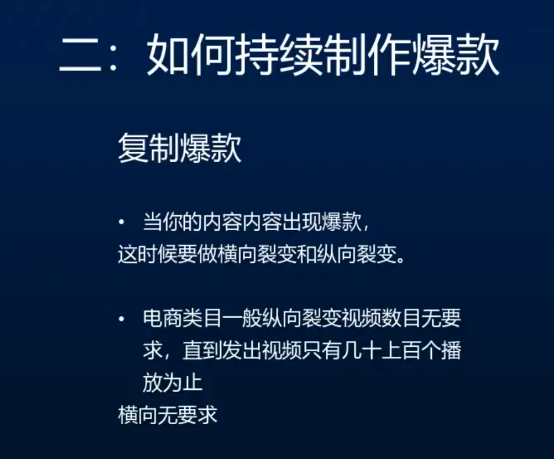 二：如何持续制作爆款
复制爆款
• 当你的内容内容出现爆款，
这时候要做横向裂变和纵向裂变。
• 电商类目一般纵向裂变视频数目无要
求，直到发出视频只有几十上百个播
放为止
横向无要求